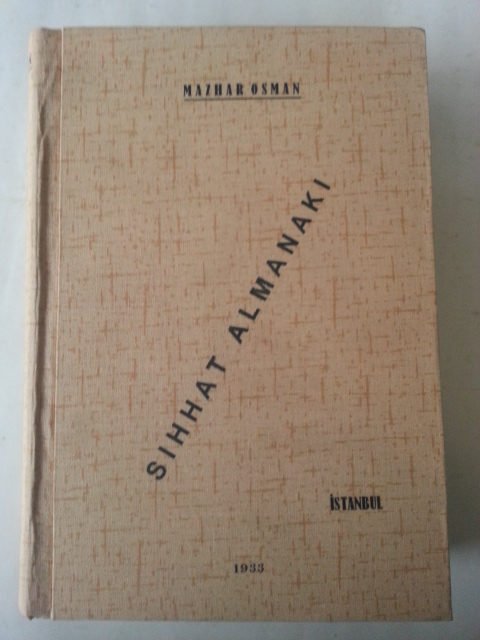 MAZHAR OSMAN
SIHHAT ALMANAKI
İSTANBUL
1933